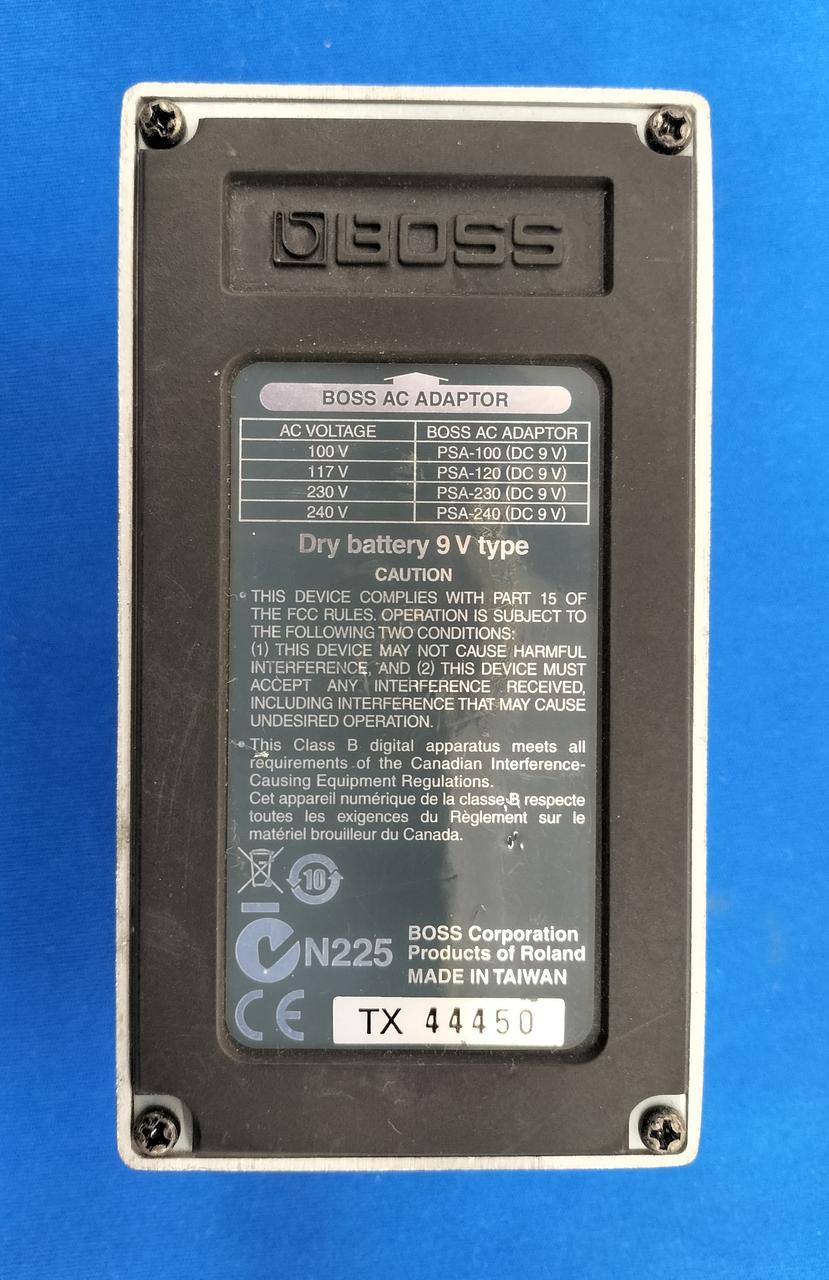 BOSS
BOSS AC ADAPTOR
AC VOLTAGE BOSS AC ADAPTOR
100 V PSA-100 (DC 9 V)
117 V PSA-120 (DC 9 V)
230 V PSA-230 (DC 9 V)
240 V PSA-240 (DC 9 V)
Dry battery 9 V type
CAUTION
THIS DEVICE COMPLIES WITH PART 15 OF
THE FCC RULES. OPERATION IS SUBJECT TO
THE FOLLOWING TWO CONDITIONS:
(1) THIS DEVICE MAY NOT CAUSE HARMFUL
INTERFERENCE, AND (2) THIS DEVICE MUST
ACCEPT ANY INTERFERENCE RECEIVED,
INCLUDING INTERFERENCE THAT MAY CAUSE
UNDESIRED OPERATION.
This Class B digital apparatus meets all
requirements of the Canadian Interference-
Causing Equipment Regulations.
Cet appareil numérique de la classe B respecte
toutes les exigences du Règlement sur le
matériel brouilleur du Canada.
10
N225
BOSS Corporation
Products of Roland
MADE IN TAIWAN
CE
TX 44450